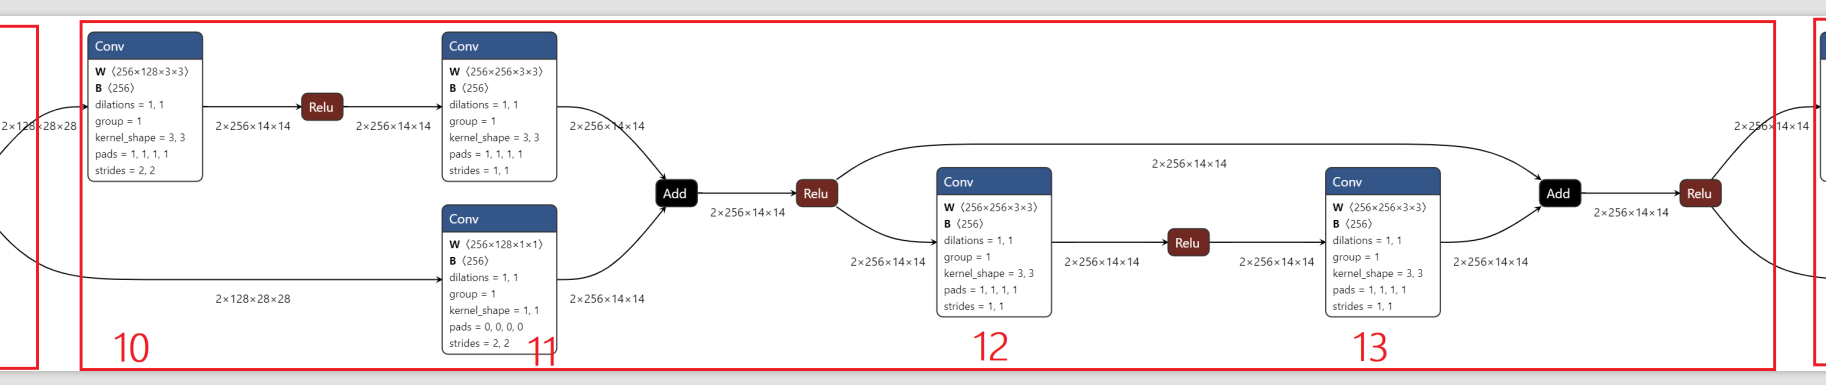 2×128×28×28
Conv
W ⟨256×128×3×3⟩
B ⟨256⟩
dilations = 1, 1
group = 1
kernel_shape = 3, 3
pads = 1, 1, 1, 1
strides = 2, 2
2×256×14×14
Relu
2×256×14×14
Conv
W ⟨256×256×3×3⟩
B ⟨256⟩
dilations = 1, 1
group = 1
kernel_shape = 3, 3
pads = 1, 1, 1, 1
strides = 1, 1
2×256×14×14
2×128×28×28
Conv
W ⟨256×128×1×1⟩
B ⟨256⟩
dilations = 1, 1
group = 1
kernel_shape = 1, 1
pads = 0, 0, 0, 0
strides = 2, 2
2×256×14×14
Add
2×256×14×14
Relu
2×256×14×14
2×256×14×14
Conv
W ⟨256×256×3×3⟩
B ⟨256⟩
dilations = 1, 1
group = 1
kernel_shape = 3, 3
pads = 1, 1, 1, 1
strides = 1, 1
2×256×14×14
Relu
2×256×14×14
Conv
W ⟨256×256×3×3⟩
B ⟨256⟩
dilations = 1, 1
group = 1
kernel_shape = 3, 3
pads = 1, 1, 1, 1
strides = 1, 1
2×256×14×14
Add
2×256×14×14
Relu
2×256×14×14
10
11
12
13